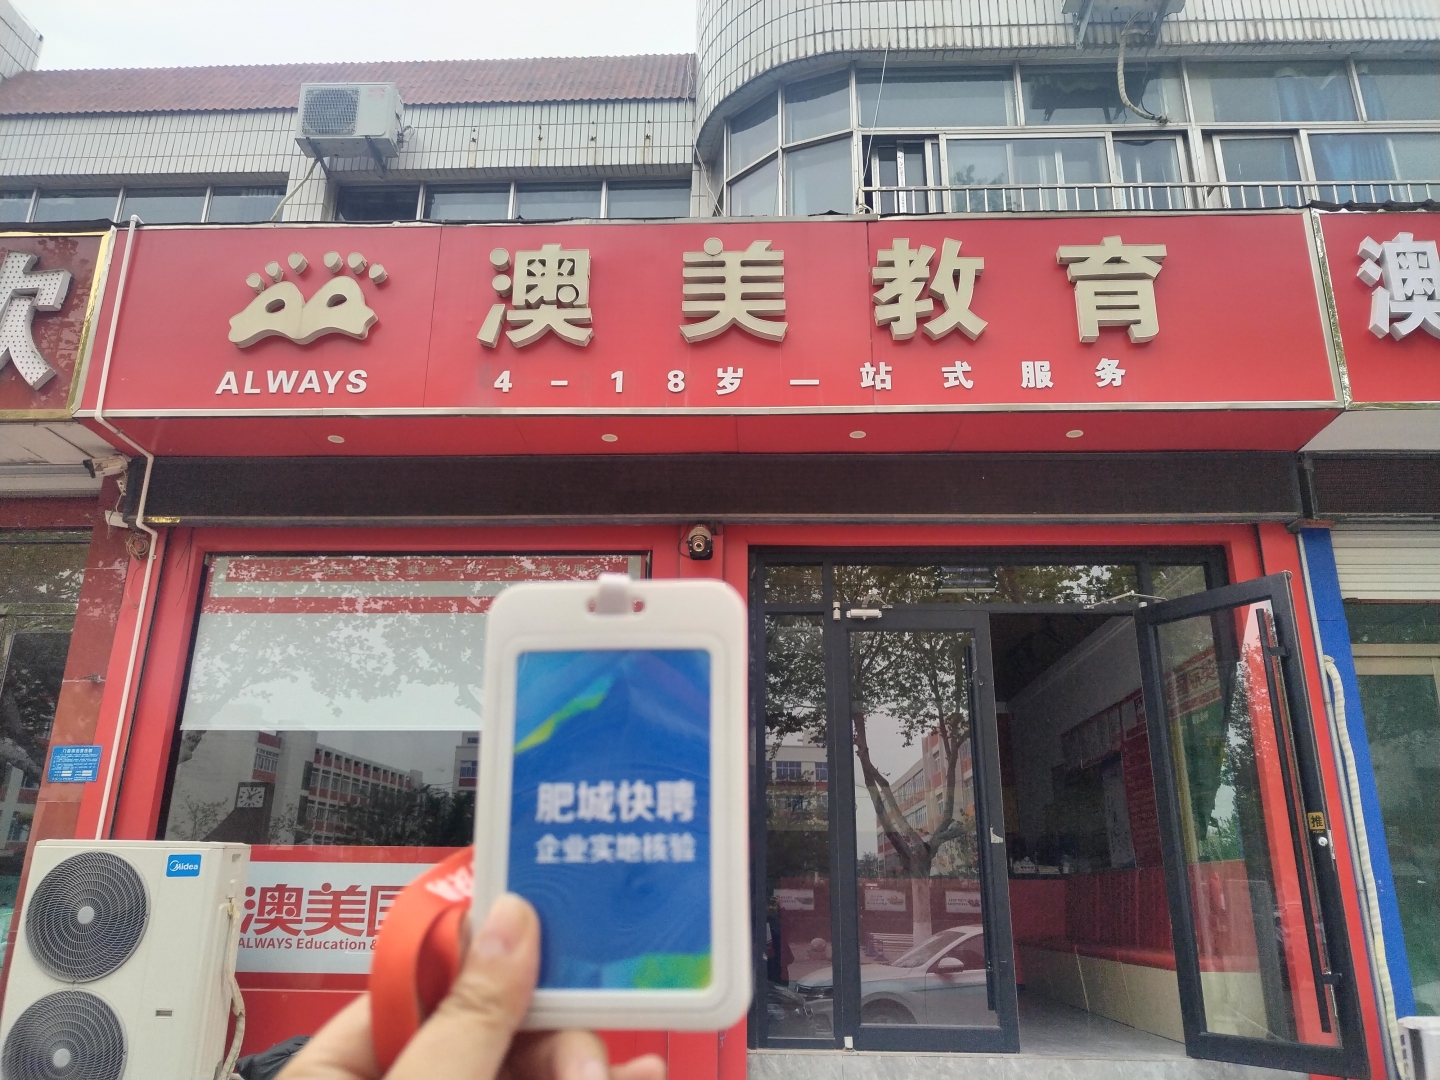 澳美教育
ALWAYS
4-18岁一站式服务
澳
Midea
澳美
ALWAYS Education &
肥城快聘
企业实地核验
推